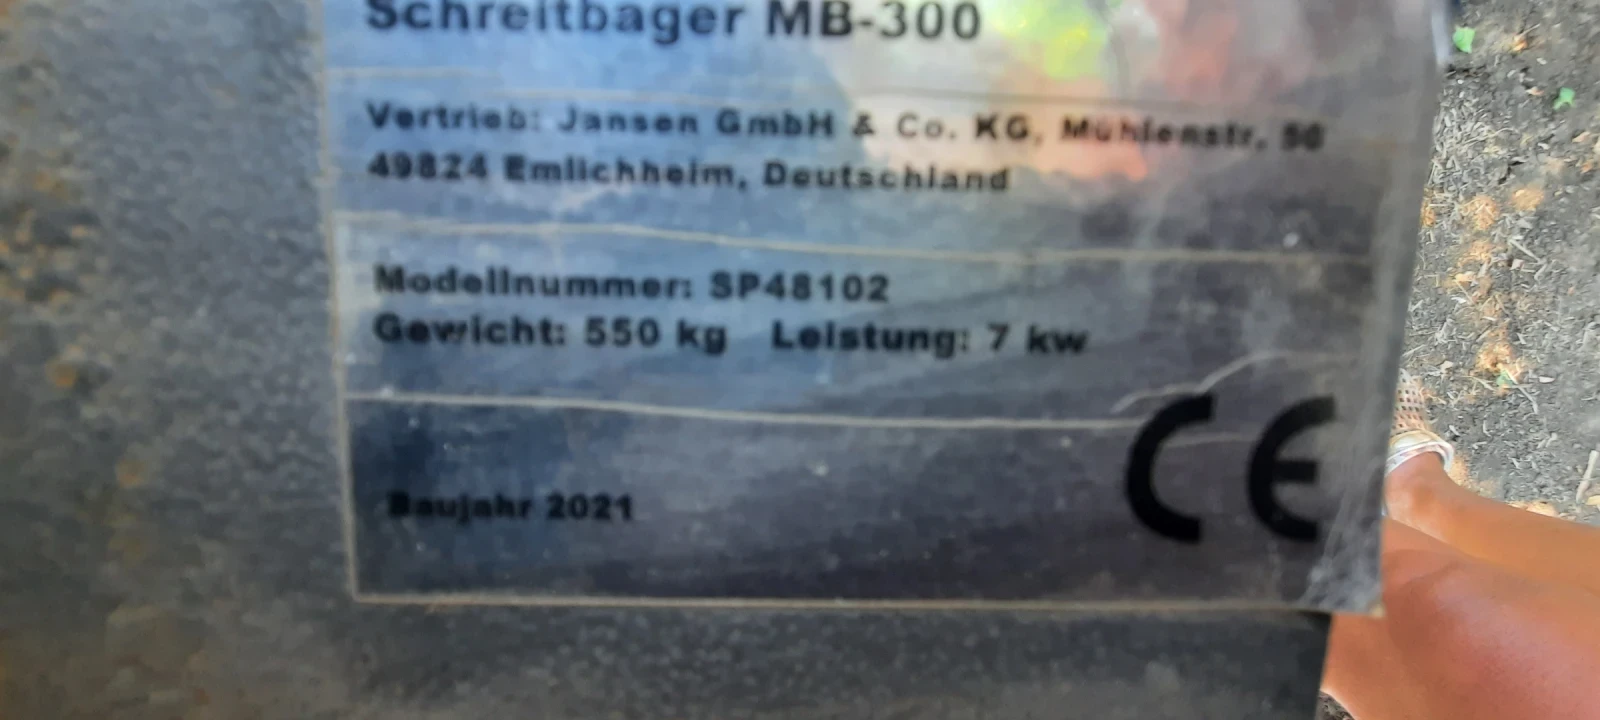 Schreitbager MB-300
Vertrieb: Jansen GmbH & Co. KG, Mühlenstr. 56
49824 Emlichheim, Deutschland
Modellnummer: SP48102
Gewicht: 550 kg Leistung: 7 kw
Baujahr 2021
CE